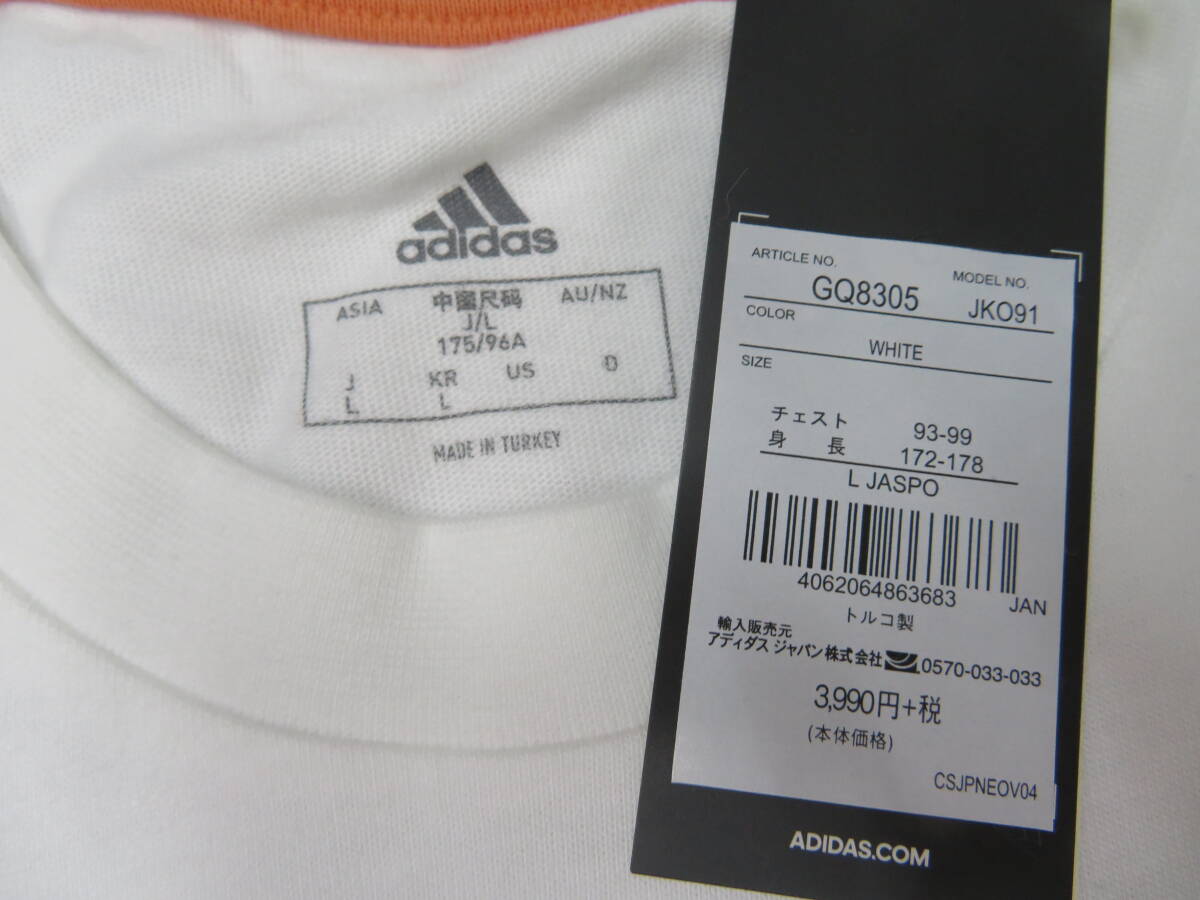 adidas
ASIA 中國尺码 AU/NZ
J/L
175/96A
J KR US 0
L L
MADE IN TURKEY
ARTICLE NO. MODEL NO.
GQ8305 JKO91
COLOR
WHITE
SIZE
チェスト 93-99
身長 172-178
L JASPO
4062064863683 JAN
トルコ製
輸入販売元
アディダス ジャパン株式会社 0570-033-033
3,990円+税
(本体価格)
CSJPNEOV04
ADIDAS.COM